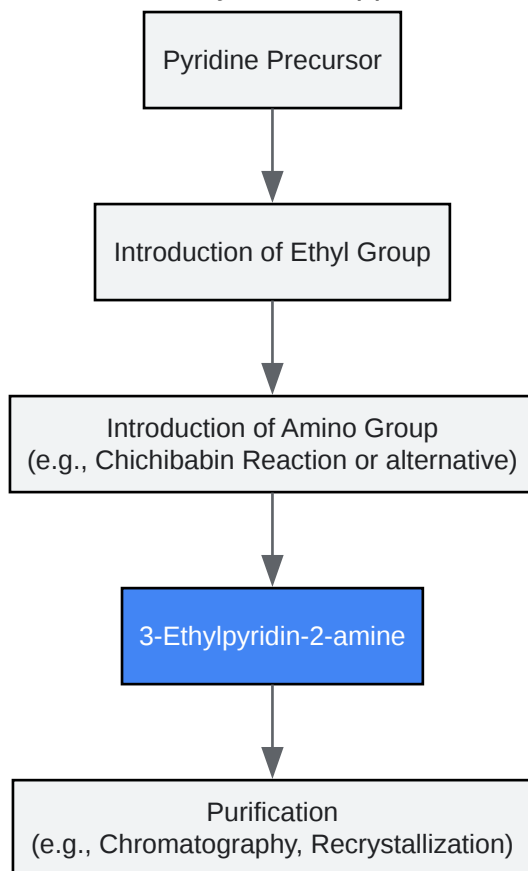 Pyridine Precursor
Introduction of Ethyl Group
Introduction of Amino Group
(e.g., Chichibabin Reaction or alternative)
3-Ethylpyridin-2-amine
Purification
(e.g., Chromatography, Recrystallization)